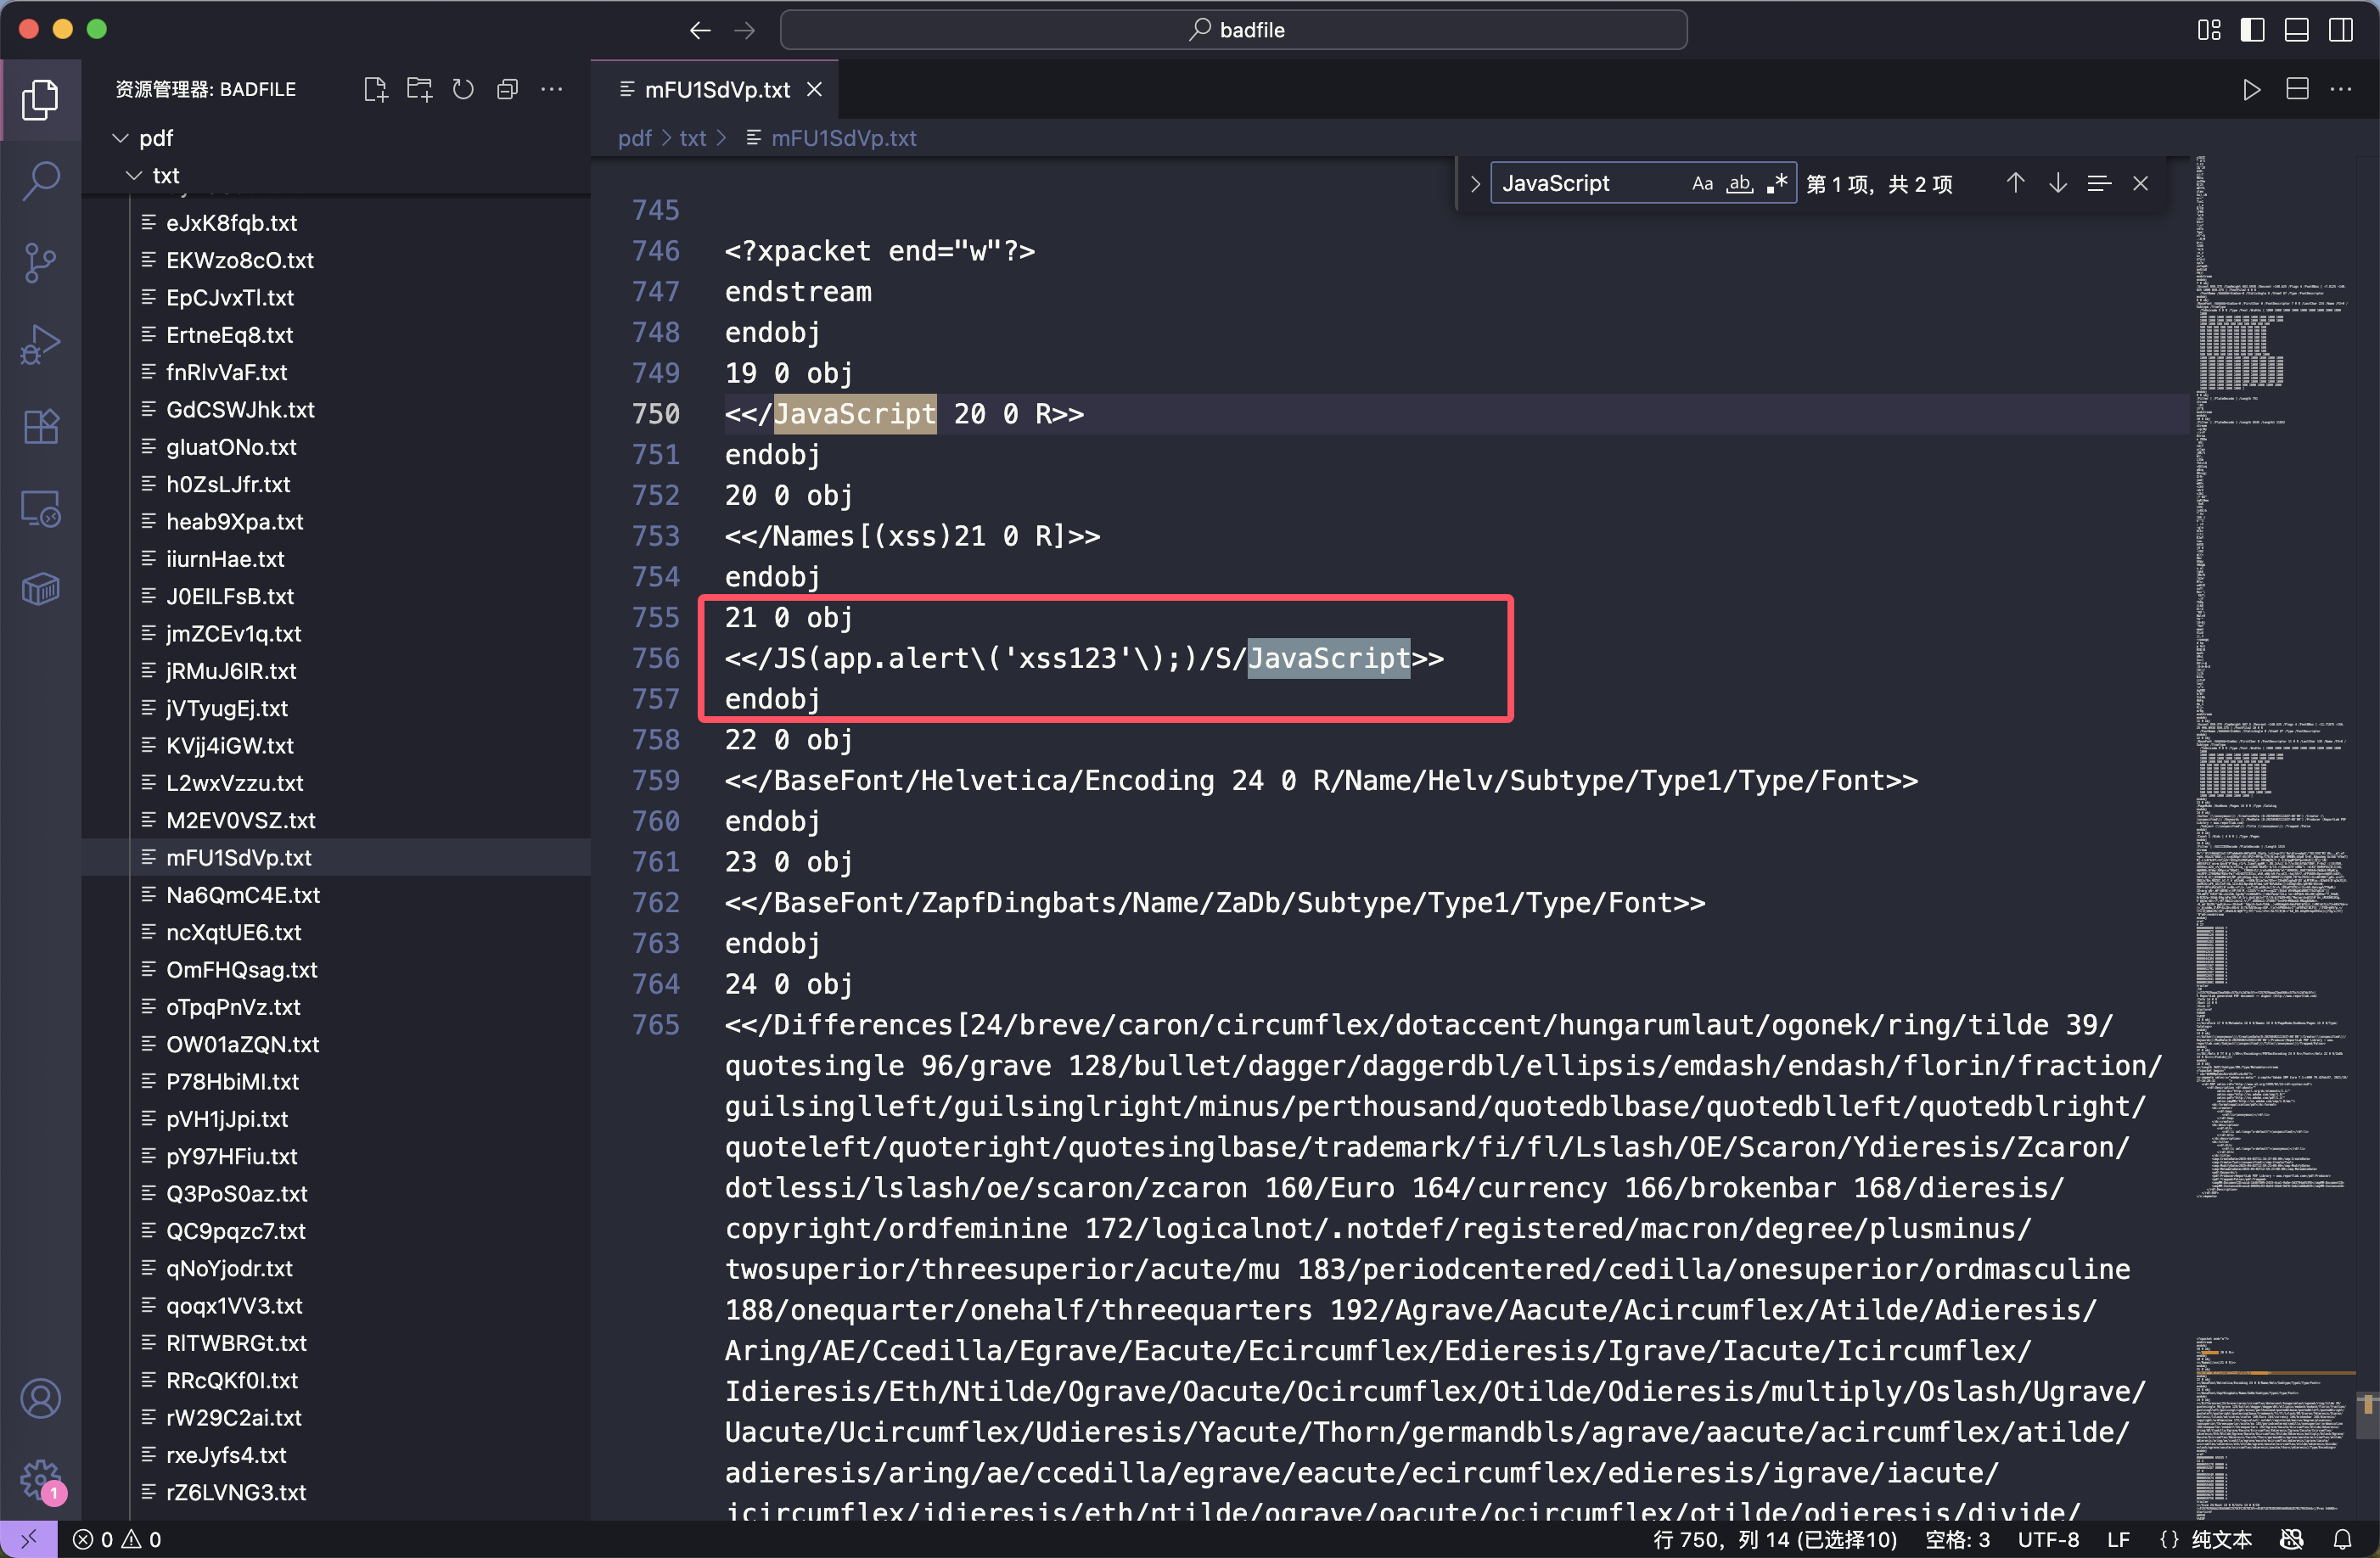 badfile
资源管理器: BADFILE
pdf
txt
eJxK8fqb.txt
EKWzo8cO.txt
EpCJvxTl.txt
ErtneEq8.txt
fnRlvVaF.txt
GdCSWJhk.txt
gluatONo.txt
h0ZsLJfr.txt
heab9Xpa.txt
iiurnHae.txt
J0EILFsB.txt
jmZCEv1q.txt
jRMuJ6IR.txt
jVTyugEj.txt
KVjj4iGW.txt
L2wxVzzu.txt
M2EV0VSZ.txt
mFU1SdVp.txt
Na6QmC4E.txt
ncXqtUE6.txt
OmFHQsag.txt
oTpqPnVz.txt
OW01aZQN.txt
P78HbiMI.txt
pVH1jJpi.txt
pY97HFiu.txt
Q3PoS0az.txt
QC9pqzc7.txt
qNoYjodr.txt
qoqx1VV3.txt
RlTWBRGt.txt
RRcQKf0I.txt
rW29C2ai.txt
rxeJyfs4.txt
rZ6LVNG3.txt
mFU1SdVp.txt
pdf > txt > mFU1SdVp.txt
JavaScript Aa ab .* 第 1 项，共 2 项
745
746 <?xpacket end="w"?>
747 endstream
748 endobj
749 19 0 obj
750 <</JavaScript 20 0 R>>
751 endobj
752 20 0 obj
753 <</Names[(xss)21 0 R]>>
754 endobj
755 21 0 obj
756 <</JS(app.alert\('xss123'\);)/S/JavaScript>>
757 endobj
758 22 0 obj
759 <</BaseFont/Helvetica/Encoding 24 0 R/Name/Helv/Subtype/Type1/Type/Font>>
760 endobj
761 23 0 obj
762 <</BaseFont/ZapfDingbats/Name/ZaDb/Subtype/Type1/Type/Font>>
763 endobj
764 24 0 obj
765 <</Differences[24/breve/caron/circumflex/dotaccent/hungarumlaut/ogonek/ring/tilde 39/
quotesingle 96/grave 128/bullet/dagger/daggerdbl/ellipsis/emdash/endash/florin/fraction/
guilsinglleft/guilsinglright/minus/perthousand/quotedblbase/quotedblleft/quotedblright/
quoteleft/quoteright/quotesinglbase/trademark/fi/fl/Lslash/OE/Scaron/Ydieresis/Zcaron/
dotlessi/lslash/oe/scaron/zcaron 160/Euro 164/currency 166/brokenbar 168/dieresis/
copyright/ordfeminine 172/logicalnot/.notdef/registered/macron/degree/plusminus/
twosuperior/threesuperior/acute/mu 183/periodcentered/cedilla/onesuperior/ordmasculine
188/onequarter/onehalf/threequarters 192/Agrave/Aacute/Acircumflex/Atilde/Adieresis/
Aring/AE/Ccedilla/Egrave/Eacute/Ecircumflex/Edieresis/Igrave/Iacute/Icircumflex/
Idieresis/Eth/Ntilde/Ograve/Oacute/Ocircumflex/Otilde/Odieresis/multiply/Oslash/Ugrave/
Uacute/Ucircumflex/Udieresis/Yacute/Thorn/germandbls/agrave/aacute/acircumflex/atilde/
adieresis/aring/ae/ccedilla/egrave/eacute/ecircumflex/edieresis/igrave/iacute/
icircumflex/idieresis/eth/ntilde/ograve/oacute/ocircumflex/otilde/odieresis/divide/
1
0 0
行 750，列 14 (已选择10) 空格: 3 UTF-8 LF {} 纯文本